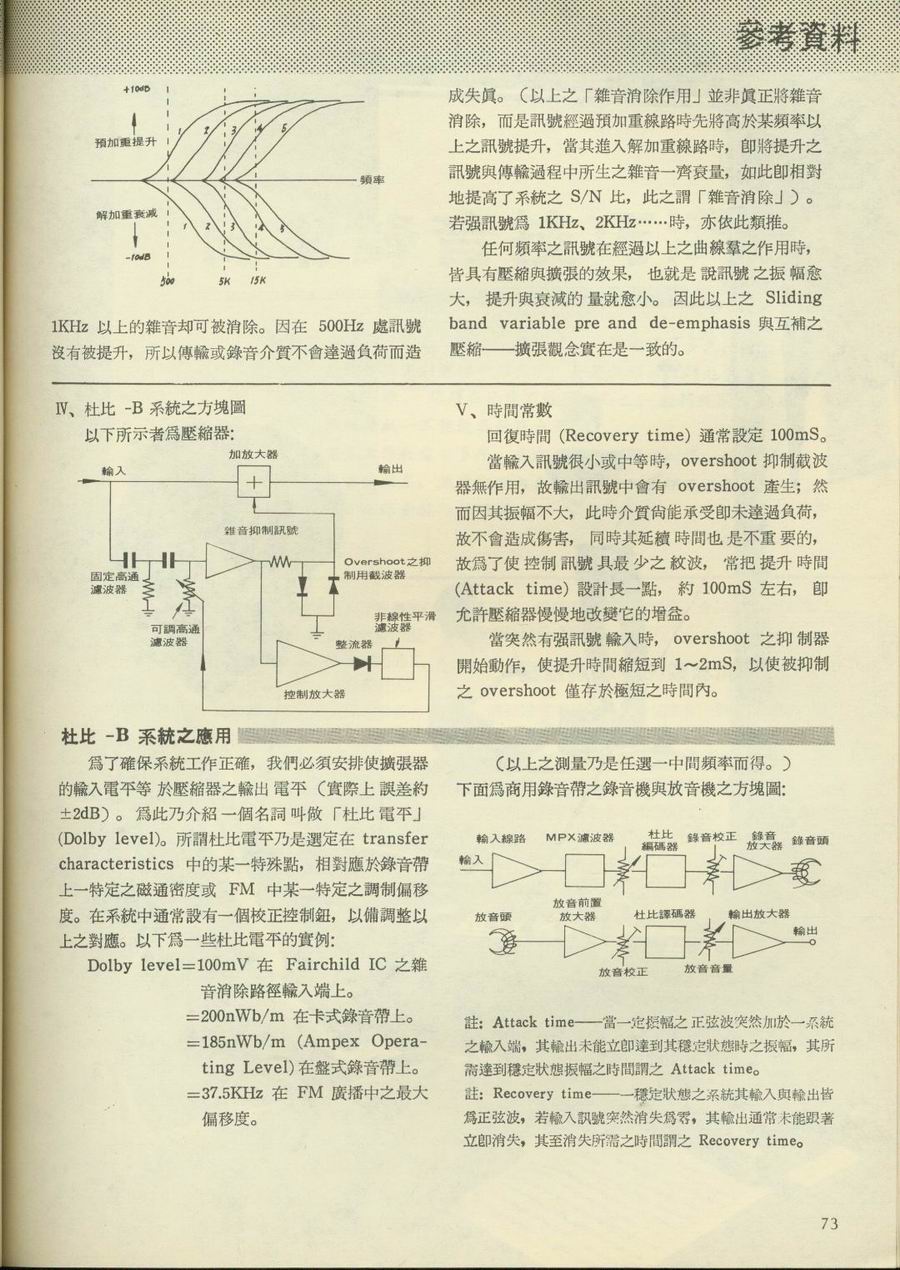 參考資料
+10dB
預加重提升
1 2 3 4 5
頻率
解加重衰減
1 2 3 4 5
-10dB
500 5K 15K
1KHz 以上的雜音却可被消除。因在 500Hz 處訊號
沒有被提升，所以傳輸或錄音介質不會達過負荷而造
成失眞。（以上之「雜音消除作用」並非眞正將雜音
消除，而是訊號經過預加重線路時先將高於某頻率以
上之訊號提升，當其進入解加重線路時，卽將提升之
訊號與傳輸過程中所生之雜音一齊衰量，如此卽相對
地提高了系統之 S/N 比，此之謂「雜音消除」）。
若强訊號爲 1KHz、2KHz……時，亦依此類推。
任何頻率之訊號在經過以上之曲線羣之作用時，
皆具有壓縮與擴張的效果，也就是說訊號之振幅愈
大，提升與衰減的量就愈小。因此以上之 Sliding
band variable pre and de-emphasis 與互補之
壓縮——擴張觀念實在是一致的。
Ⅳ、杜比 -B 系統之方塊圖
以下所示者爲壓縮器:
加放大器
輸入
輸出
雜音抑制訊號
Overshoot之抑
制用截波器
固定高通
濾波器
可調高通
濾波器
非線性平滑
濾波器
整流器
控制放大器
V、時間常數
回復時間 (Recovery time) 通常設定 100mS。
當輸入訊號很小或中等時，overshoot 抑制截波
器無作用，故輸出訊號中會有 overshoot 產生；然
而因其振幅不大，此時介質尙能承受卽未達過負荷，
故不會造成傷害，同時其延續時間也是不重要的，
故爲了使控制訊號具最少之紋波，常把提升時間
(Attack time) 設計長一點，約 100mS 左右，卽
允許壓縮器慢慢地改變它的增益。
當突然有强訊號輸入時，overshoot 之抑制器
開始動作，使提升時間縮短到 1～2mS，以使被抑制
之 overshoot 僅存於極短之時間內。
杜比 -B 系統之應用
爲了確保系統工作正確，我們必須安排使擴張器
的輸入電平等於壓縮器之輸出電平（實際上誤差約
±2dB）。爲此乃介紹一個名詞叫做「杜比電平」
(Dolby level)。所謂杜比電平乃是選定在 transfer
characteristics 中的某一特殊點，相對應於錄音帶
上一特定之磁通密度或 FM 中某一特定之調制偏移
度。在系統中通常設有一個校正控制鈕，以備調整以
上之對應。以下爲一些杜比電平的實例:
Dolby level=100mV 在 Fairchild IC 之雜
音消除路徑輸入端上。
=200nWb/m 在卡式錄音帶上。
=185nWb/m (Ampex Opera-
ting Level)在盤式錄音帶上。
=37.5KHz 在 FM 廣播中之最大
偏移度。
（以上之測量乃是任選一中間頻率而得。）
下面爲商用錄音帶之錄音機與放音機之方塊圖:
輸入線路 MPX濾波器 杜比
編碼器 錄音校正 錄音
放大器 錄音頭
輸入
放音頭 放音前置
放大器 杜比譯碼器 輸出放大器
輸出
放音校正 放音音量
註: Attack time——當一定振幅之正弦波突然加於一系統
之輸入端，其輸出未能立卽達到其穩定狀態時之振幅，其所
需達到穩定狀態振幅之時間謂之 Attack time。
註: Recovery time——一穩定狀態之系統其輸入與輸出皆
爲正弦波，若輸入訊號突然消失爲零，其輸出通常未能跟著
立卽消失，其至消失所需之時間謂之 Recovery time。
73